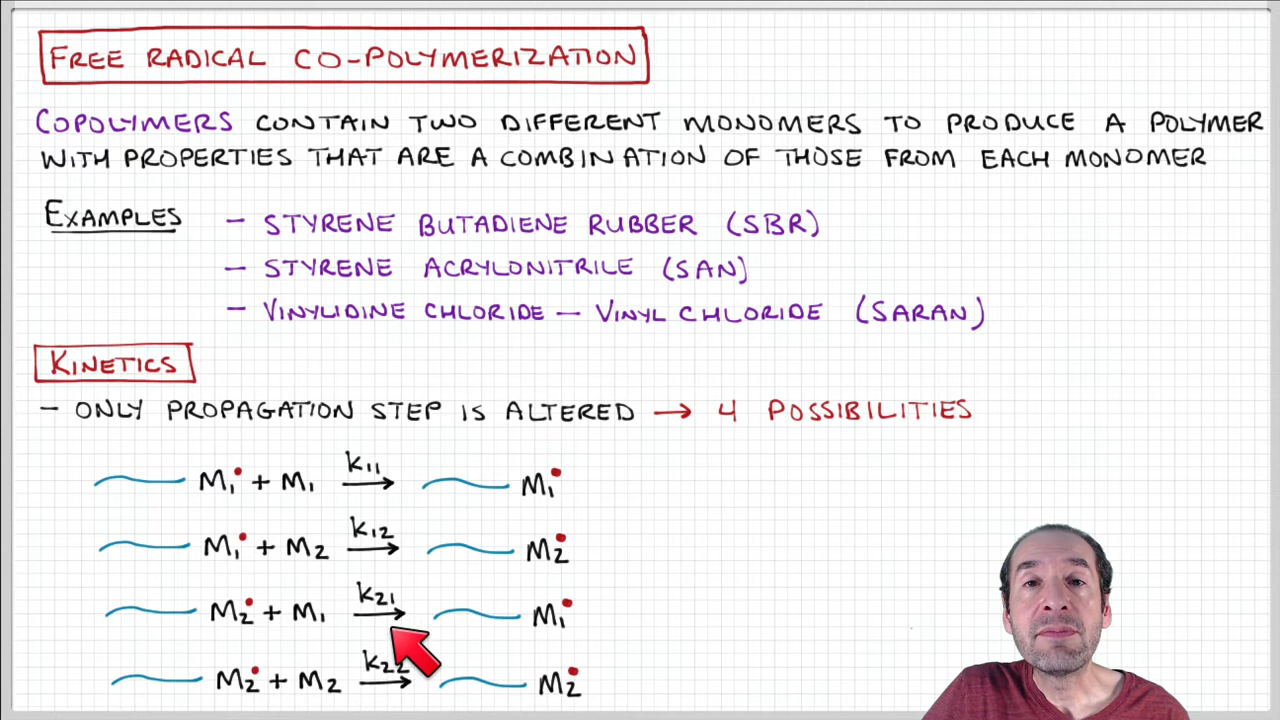 FREE RADICAL CO-POLYMERIZATION
COPOLYMERS CONTAIN TWO DIFFERENT MONOMERS TO PRODUCE A POLYMER
WITH PROPERTIES THAT ARE A COMBINATION OF THOSE FROM EACH MONOMER
EXAMPLES - STYRENE BUTADIENE RUBBER (SBR)
- STYRENE ACRYLONITRILE (SAN)
- VINYLIDINE CHLORIDE - VINYL CHLORIDE (SARAN)
KINETICS
- ONLY PROPAGATION STEP IS ALTERED → 4 POSSIBILITIES
M₁• + M₁ k₁₁ → M₁•
M₁• + M₂ k₁₂ → M₂•
M₂• + M₁ k₂₁ → M₁•
M₂• + M₂ k₂₂ → M₂•